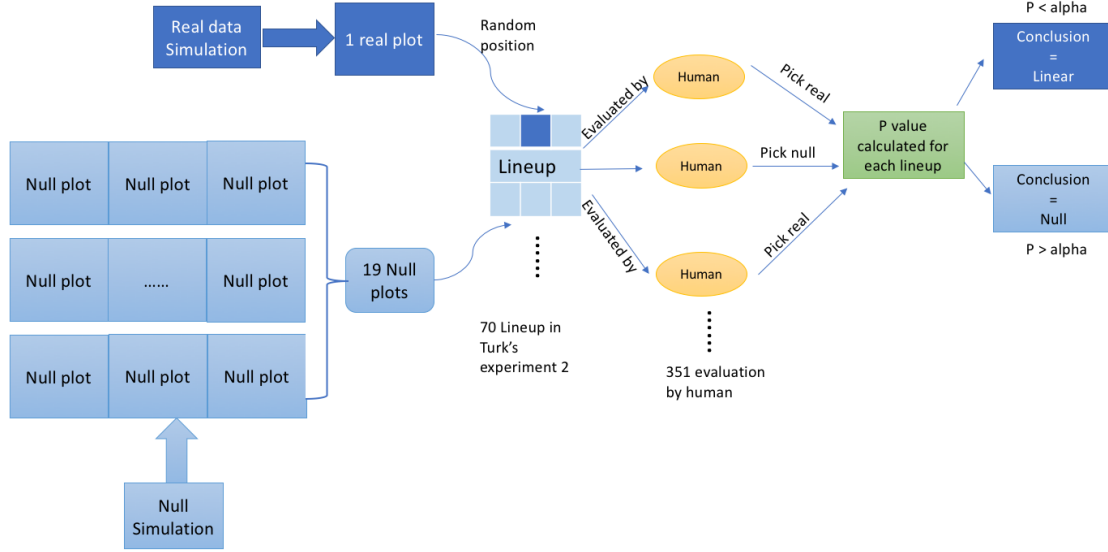 Real data
Simulation
1 real plot
Random
position
Null plot
Null plot
Null plot
Null plot
......
Null plot
Null plot
Null plot
Null plot
Null
Simulation
19 Null
plots
Lineup
70 Lineup in
Turk's
experiment 2
Evaluated by
Evaluated by
Human
Human
Human
351 evaluation
by human
Pick real
Pick null
Pick real
P value
calculated for
each lineup
P < alpha
Conclusion
=
Linear
Conclusion
=
Null
P > alpha